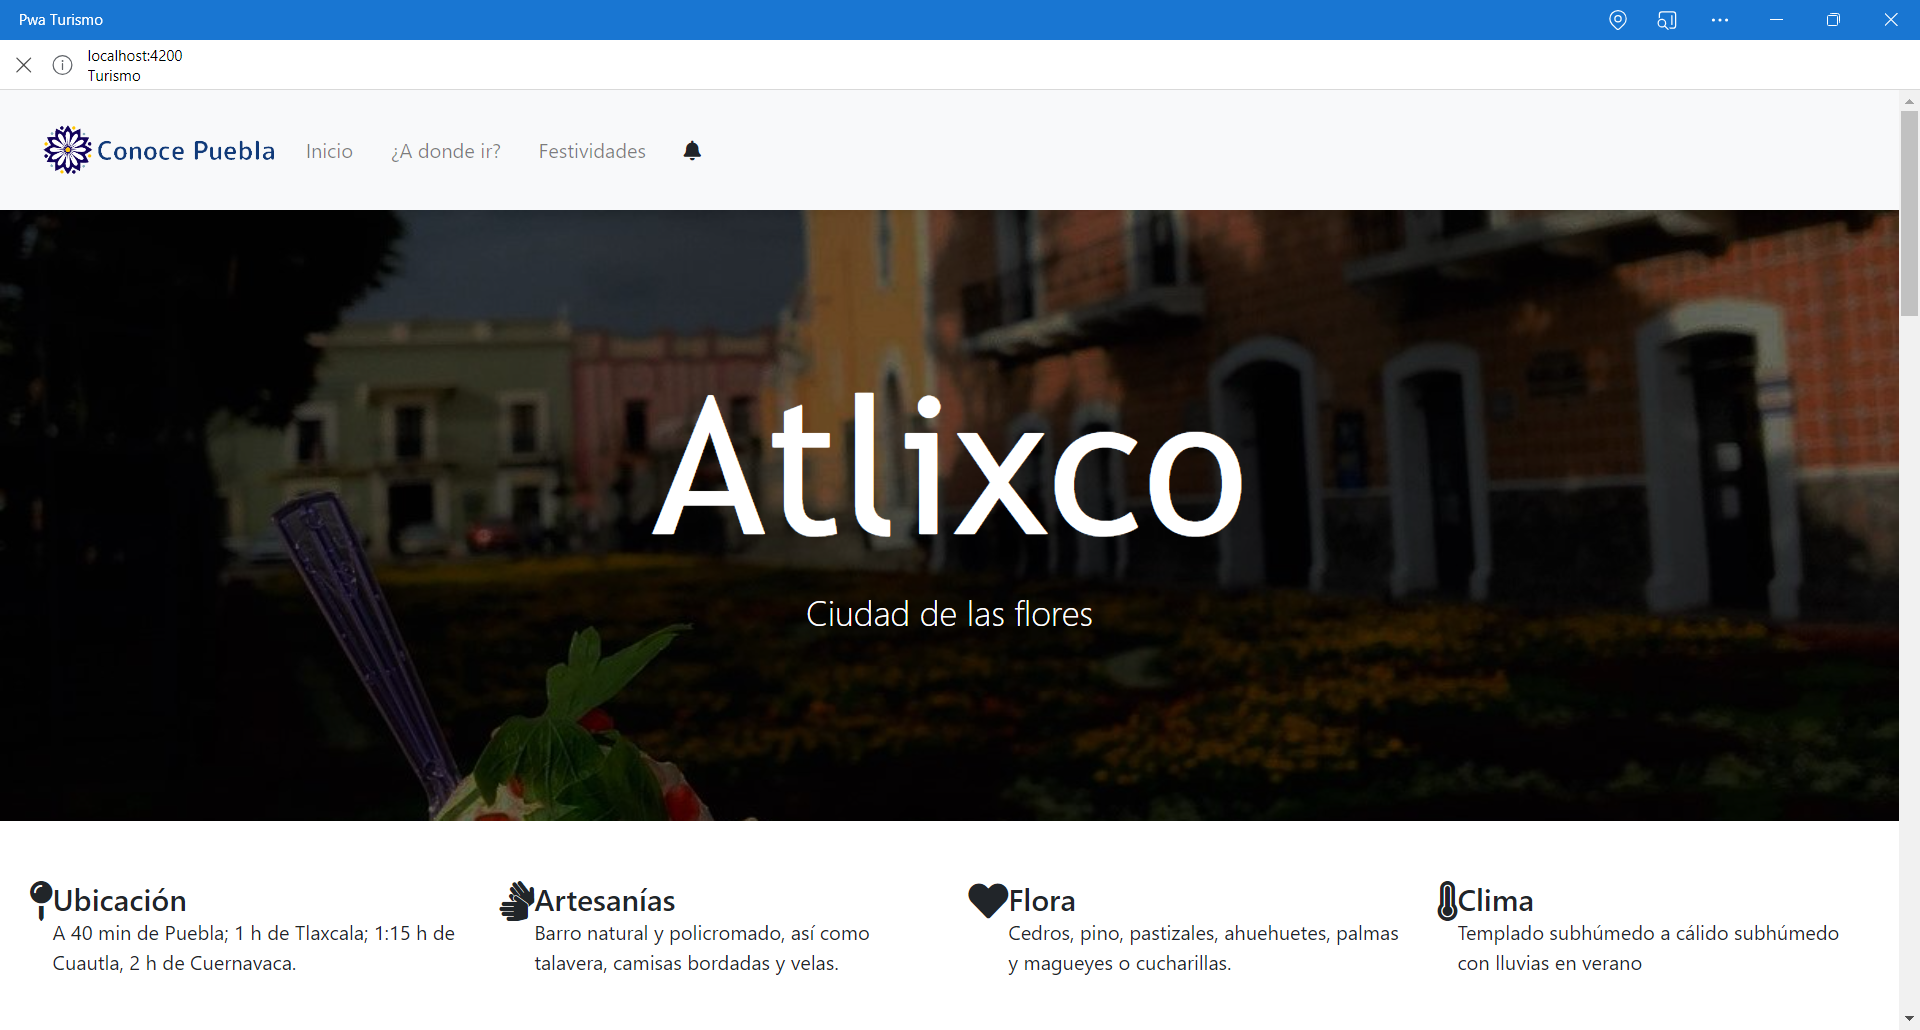 Pwa Turismo
localhost:4200
Turismo
Conoce Puebla Inicio ¿A donde ir? Festividades
Atlixco
Ciudad de las flores
Ubicación
A 40 min de Puebla; 1 h de Tlaxcala; 1:15 h de
Cuautla, 2 h de Cuernavaca.
Artesanías
Barro natural y policromado, así como
talavera, camisas bordadas y velas.
Flora
Cedros, pino, pastizales, ahuehuetes, palmas
y magueyes o cucharillas.
Clima
Templado subhúmedo a cálido subhúmedo
con lluvias en verano